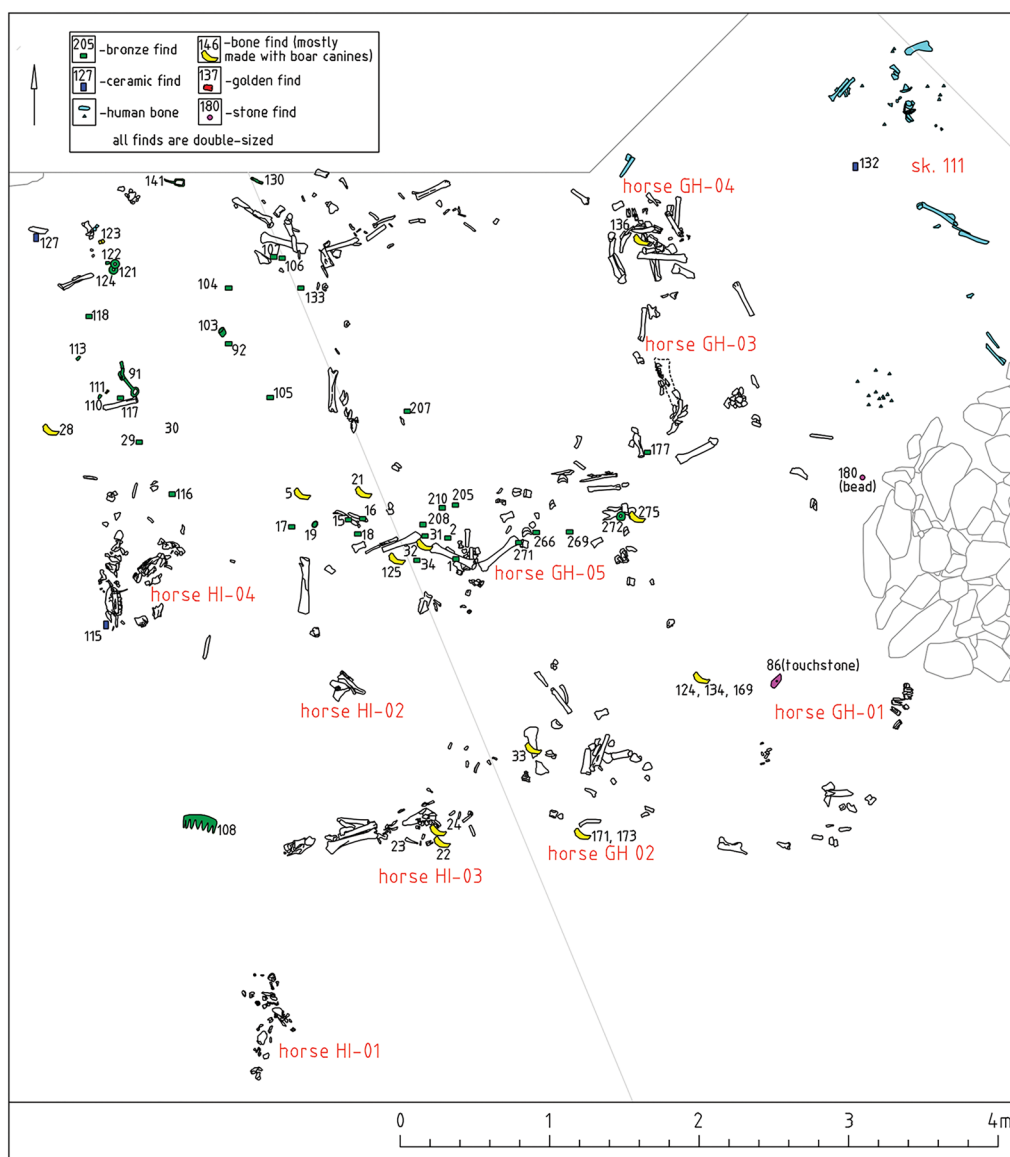 205 -bronze find
146 -bone find (mostly
made with boar canines)
127 -ceramic find
137 -golden find
-human bone
180 -stone find
all finds are double-sized
141
130
132
sk. 111
horse GH-04
136
127
123
122
121
124
107
106
104
133
118
103
92
113
horse GH-03
91
111
110
117
105
207
28
29
30
177
180
(bead)
116
5
21
210
205
275
17
19
15
16
18
208
31
2
272
32
34
1
271
266
269
125
horse GH-05
horse HI-04
115
86(touchstone)
124, 134, 169
horse HI-02
horse GH-01
33
108
24
23
22
171, 173
horse GH 02
horse HI-03
horse HI-01
0
1
2
3
4m